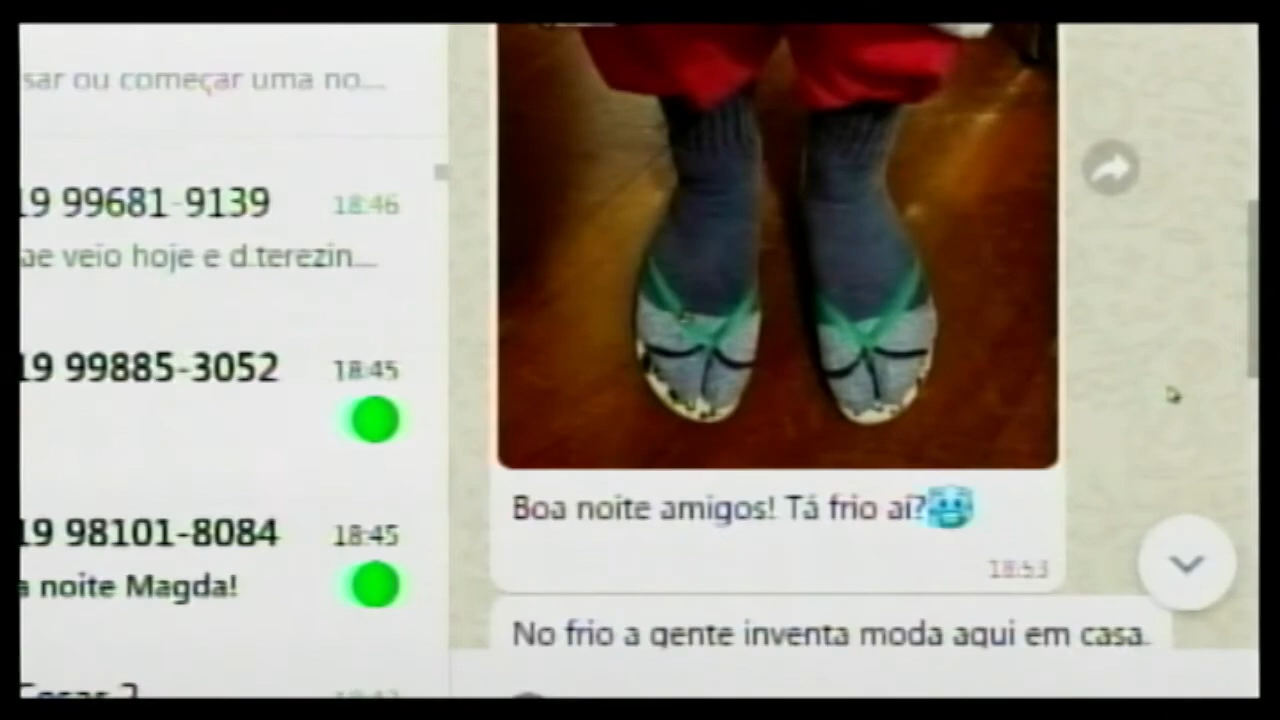 sar ou começar uma no...
19 99681-9139 18:46
ae veio hoje e d.terezin...
19 99885-3052 18:45
19 98101-8084 18:45
a noite Magda!
Boa noite amigos! Tá frio aí?🥶
18:53
No frio a gente inventa moda aqui em casa.